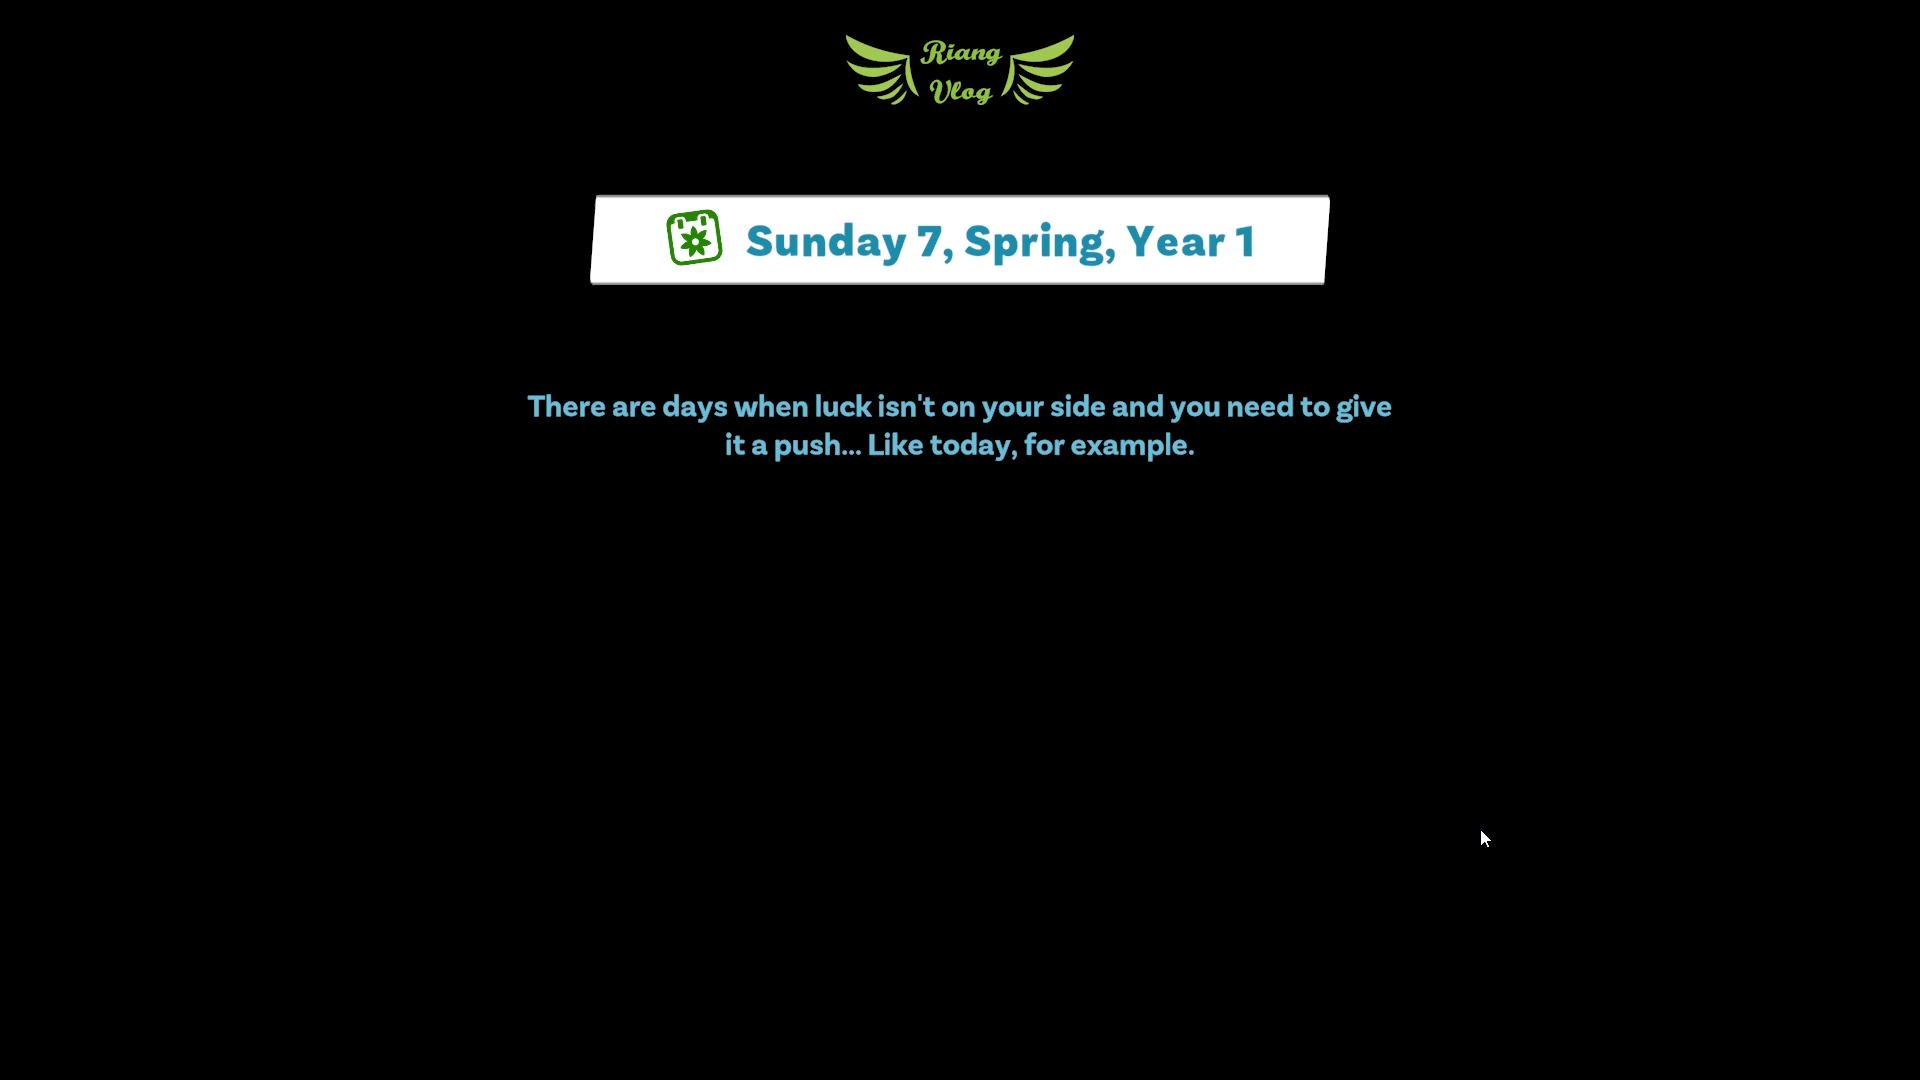 Riang
Vlog
Sunday 7, Spring, Year 1
There are days when luck isn't on your side and you need to give
it a push... Like today, for example.